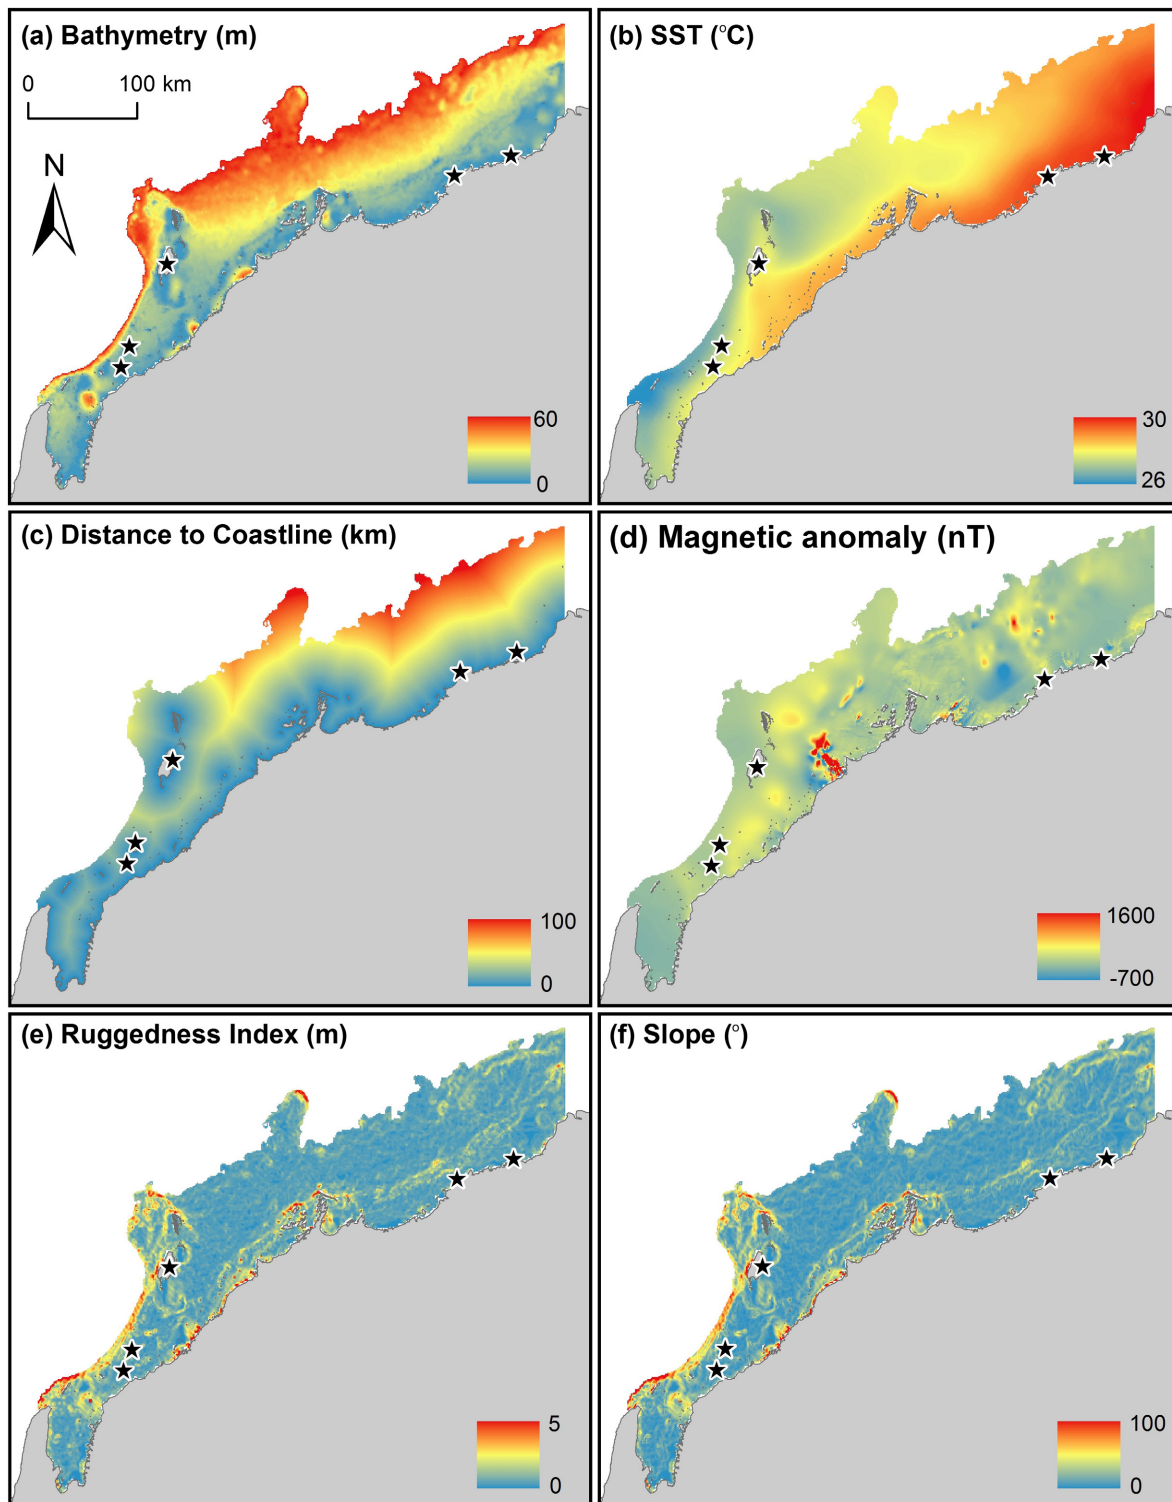 (a) Bathymetry (m)
0 100 km
N
60
0
(b) SST (°C)
30
26
(c) Distance to Coastline (km)
100
0
(d) Magnetic anomaly (nT)
1600
-700
(e) Ruggedness Index (m)
5
0
(f) Slope (°)
100
0